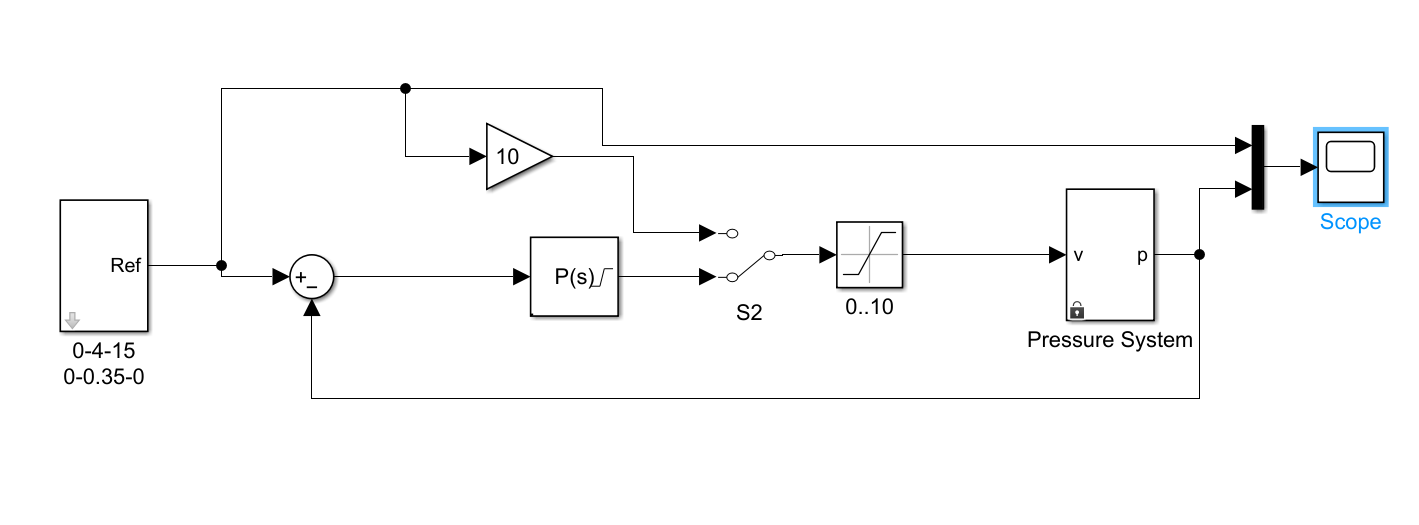 10
Ref
+
−
P(s)
S2
0..10
v
p
Pressure System
Scope
0-4-15
0-0.35-0